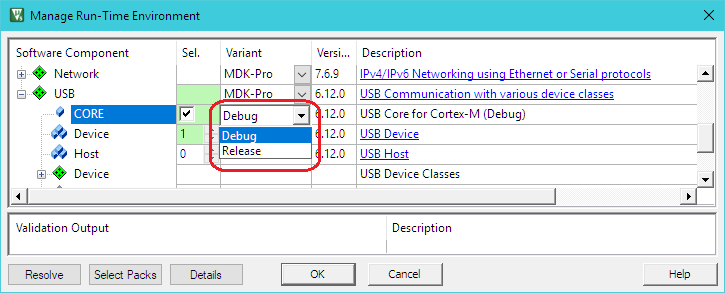 Manage Run-Time Environment
Software Component Sel. Variant Versi... Description
Network MDK-Pro 7.6.9 IPv4/IPv6 Networking using Ethernet or Serial protocols
USB MDK-Pro 6.12.0 USB Communication with various device classes
CORE Debug 6.12.0 USB Core for Cortex-M (Debug)
Device 1 Debug 6.12.0 USB Device
Host 0 Release 6.12.0 USB Host
Device USB Device Classes
Validation Output Description
Resolve Select Packs Details OK Cancel Help